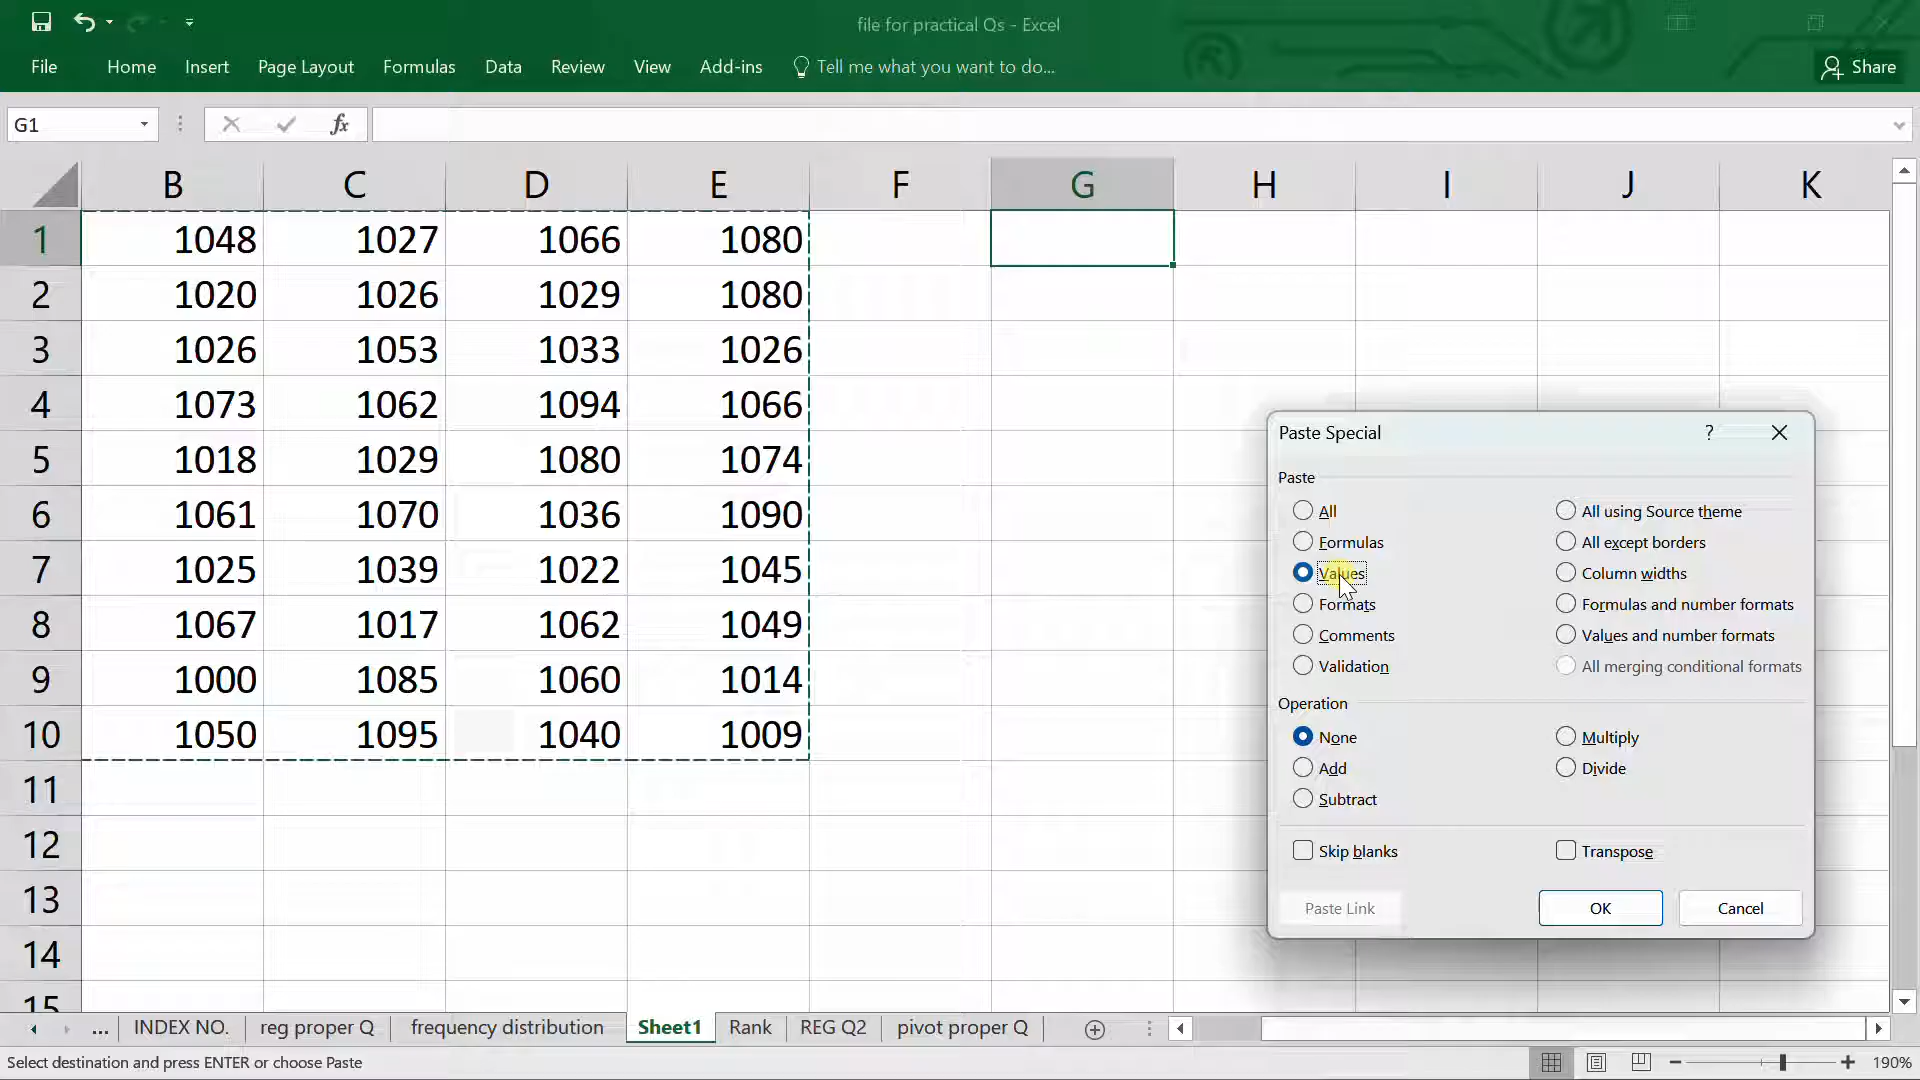 file for practical Qs - Excel
File Home Insert Page Layout Formulas Data Review View Add-ins Tell me what you want to do... Share
G1 fx
B C D E F G H I J K
1 1048 1027 1066 1080
2 1020 1026 1029 1080
3 1026 1053 1033 1026
4 1073 1062 1094 1066
5 1018 1029 1080 1074
6 1061 1070 1036 1090
7 1025 1039 1022 1045
8 1067 1017 1062 1049
9 1000 1085 1060 1014
10 1050 1095 1040 1009
11
12
13
14
15
Paste Special ?
Paste
All All using Source theme
Formulas All except borders
Values Column widths
Formats Formulas and number formats
Comments Values and number formats
Validation All merging conditional formats
Operation
None Multiply
Add Divide
Subtract
Skip blanks Transpose
Paste Link OK Cancel
... INDEX NO. reg proper Q frequency distribution Sheet1 Rank REG Q2 pivot proper Q
Select destination and press ENTER or choose Paste 190%